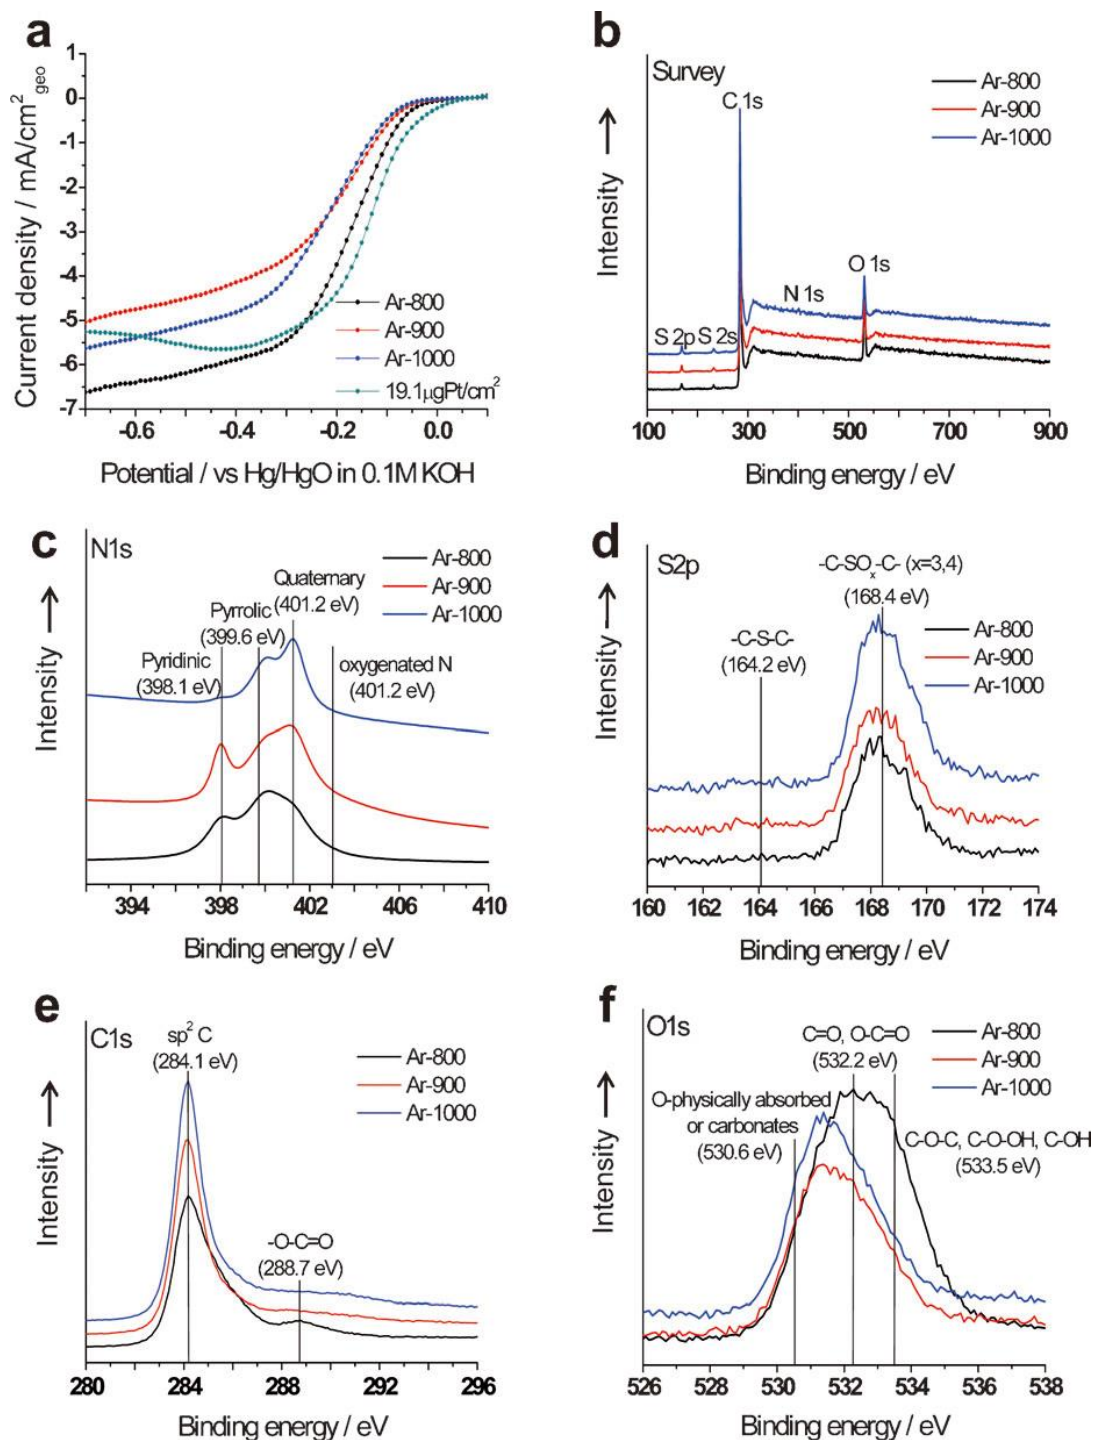 a
Current density / mA/cm²geo
1
0
-1
-2
-3
-4
-5
-6
-7
Ar-800
Ar-900
Ar-1000
19.1μgPt/cm²
-0.6 -0.4 -0.2 0.0
Potential / vs Hg/HgO in 0.1M KOH
b
Survey
C 1s
Ar-800
Ar-900
Ar-1000
Intensity
O 1s
N 1s
S 2p S 2s
100 300 500 700 900
Binding energy / eV
c
N1s
Ar-800
Ar-900
Ar-1000
Quaternary
(401.2 eV)
Pyrrolic
(399.6 eV)
Pyridinic
(398.1 eV)
oxygenated N
(401.2 eV)
Intensity
394 398 402 406 410
Binding energy / eV
d
S2p
-C-SOx-C- (x=3,4)
(168.4 eV)
-C-S-C-
(164.2 eV)
Ar-800
Ar-900
Ar-1000
Intensity
160 162 164 166 168 170 172 174
Binding energy / eV
e
C1s
sp² C
(284.1 eV)
Ar-800
Ar-900
Ar-1000
-O-C=O
(288.7 eV)
Intensity
280 284 288 292 296
Binding energy / eV
f
O1s
C=O, O-C=O
(532.2 eV)
Ar-800
Ar-900
Ar-1000
O-physically absorbed
or carbonates
(530.6 eV)
C-O-C, C-O-OH, C-OH
(533.5 eV)
Intensity
526 528 530 532 534 536 538
Binding energy / eV